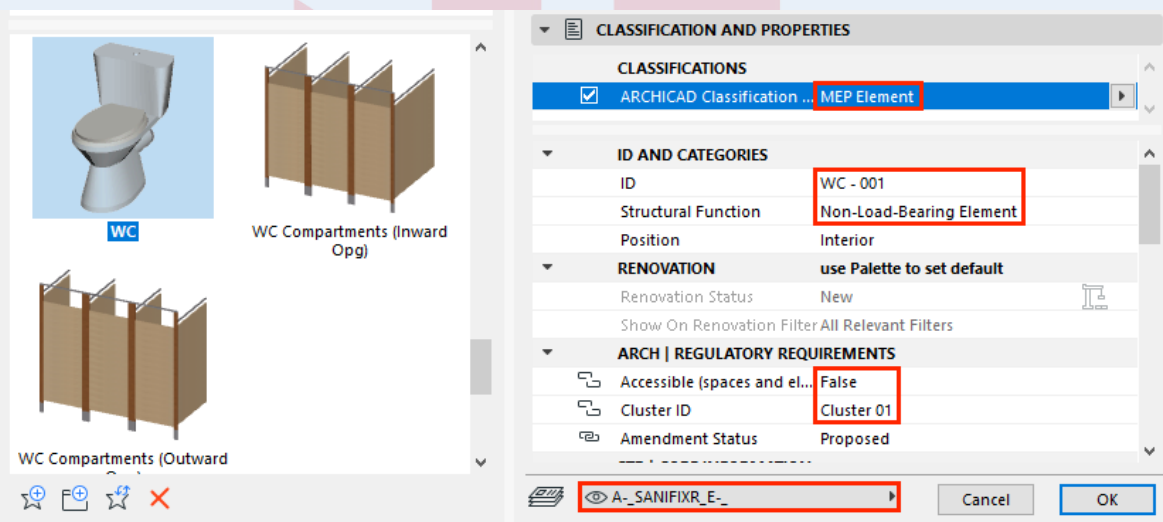 WC
WC Compartments (Inward
Opg)
WC Compartments (Outward
CLASSIFICATION AND PROPERTIES
CLASSIFICATIONS
ARCHICAD Classification ... MEP Element
ID AND CATEGORIES
ID WC - 001
Structural Function Non-Load-Bearing Element
Position Interior
RENOVATION use Palette to set default
Renovation Status New
Show On Renovation Filter All Relevant Filters
ARCH | REGULATORY REQUIREMENTS
Accessible (spaces and el... False
Cluster ID Cluster 01
Amendment Status Proposed
A-_SANIFIXR_E-_
Cancel
OK